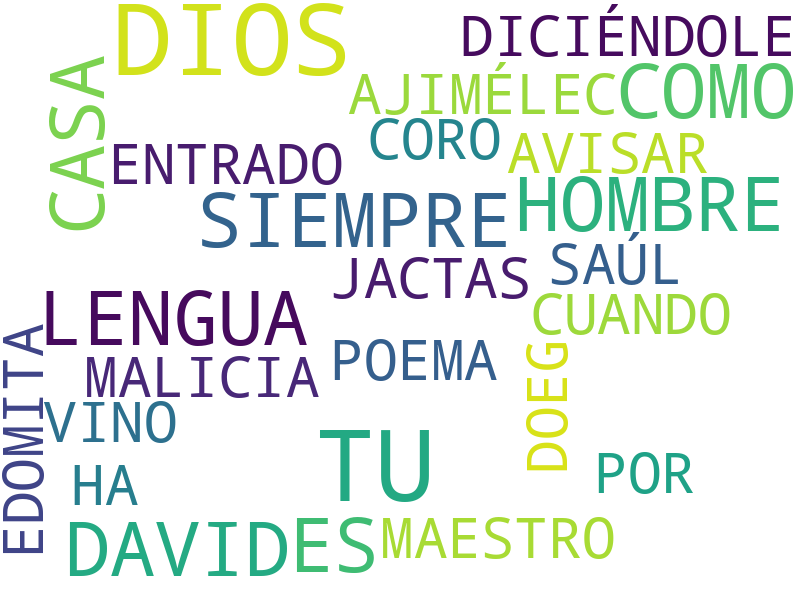 DIOS
DICIÉNDOLE
CASA
AJIMÉLEC
COMO
CORO
ENTRADO
AVISAR
SIEMPRE
HOMBRE
SAÚL
JACTAS
LENGUA
CUANDO
EDOMITA
MALICIA
POEMA
DOEG
VINO
TU
HA
POR
DAVID
ES
MAESTRO